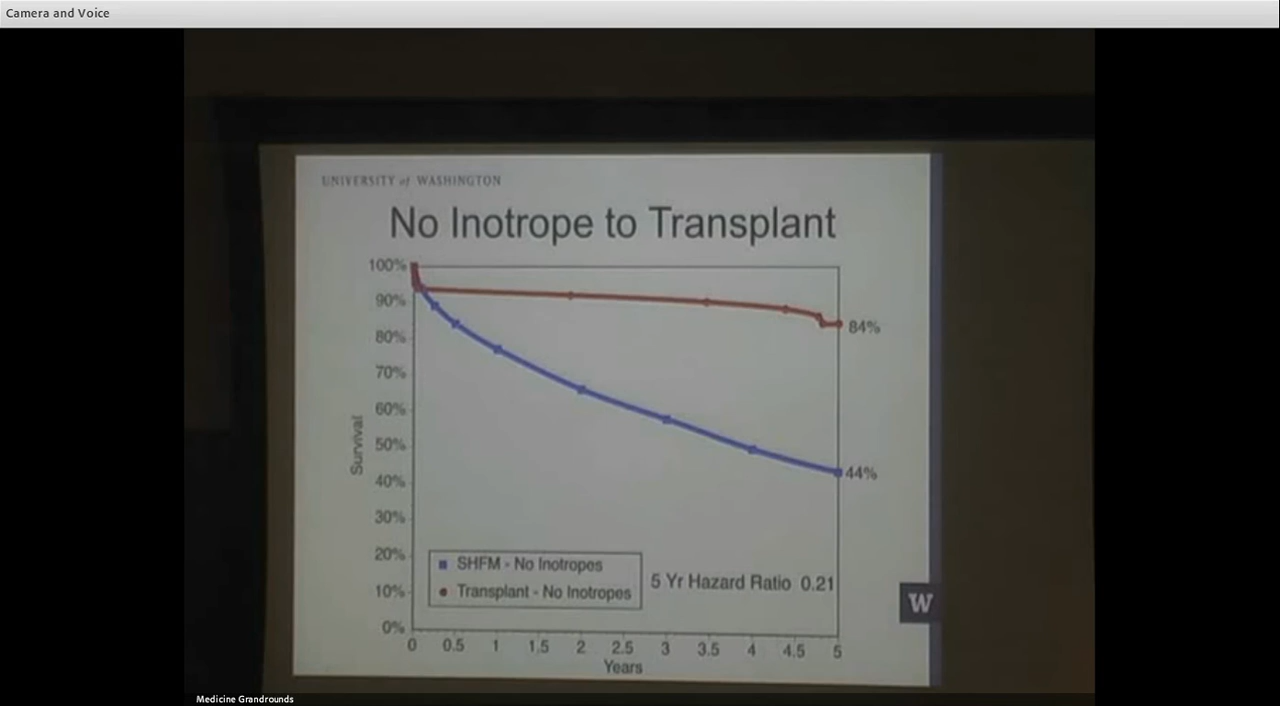 Camera and Voice
UNIVERSITY of WASHINGTON
No Inotrope to Transplant
100%
90%
80%
70%
60%
50%
40%
30%
20%
10%
0%
Survival
84%
44%
SHFM - No Inotropes
Transplant - No Inotropes
5 Yr Hazard Ratio 0.21
W
0 0.5 1 1.5 2 2.5 3 3.5 4 4.5 5
Years
Medicine Grandrounds